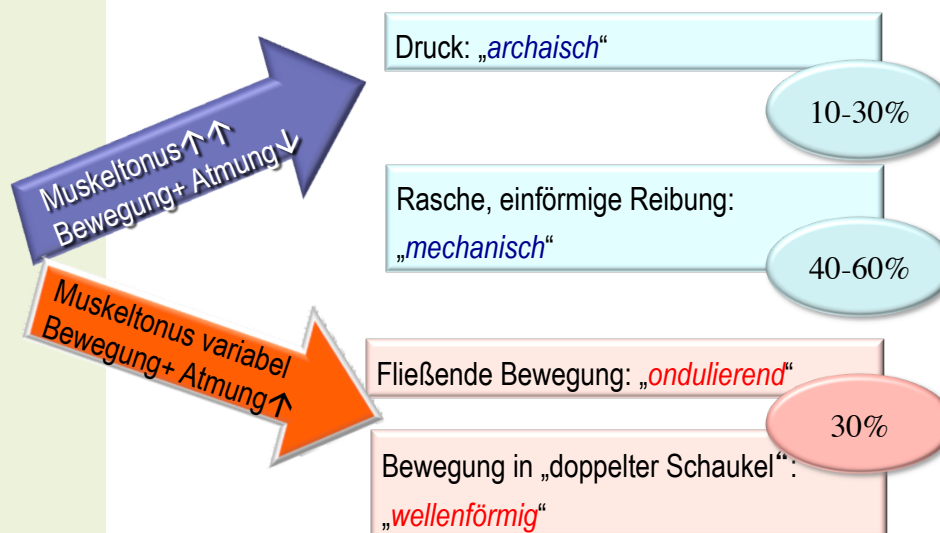 Druck: „archaisch“
10-30%
Muskeltonus↑↑
Bewegung+ Atmung↓
Rasche, einförmige Reibung:
„mechanisch“
40-60%
Muskeltonus variabel
Bewegung+ Atmung↑
Fließende Bewegung: „ondulierend“
30%
Bewegung in „doppelter Schaukel“:
„wellenförmig“